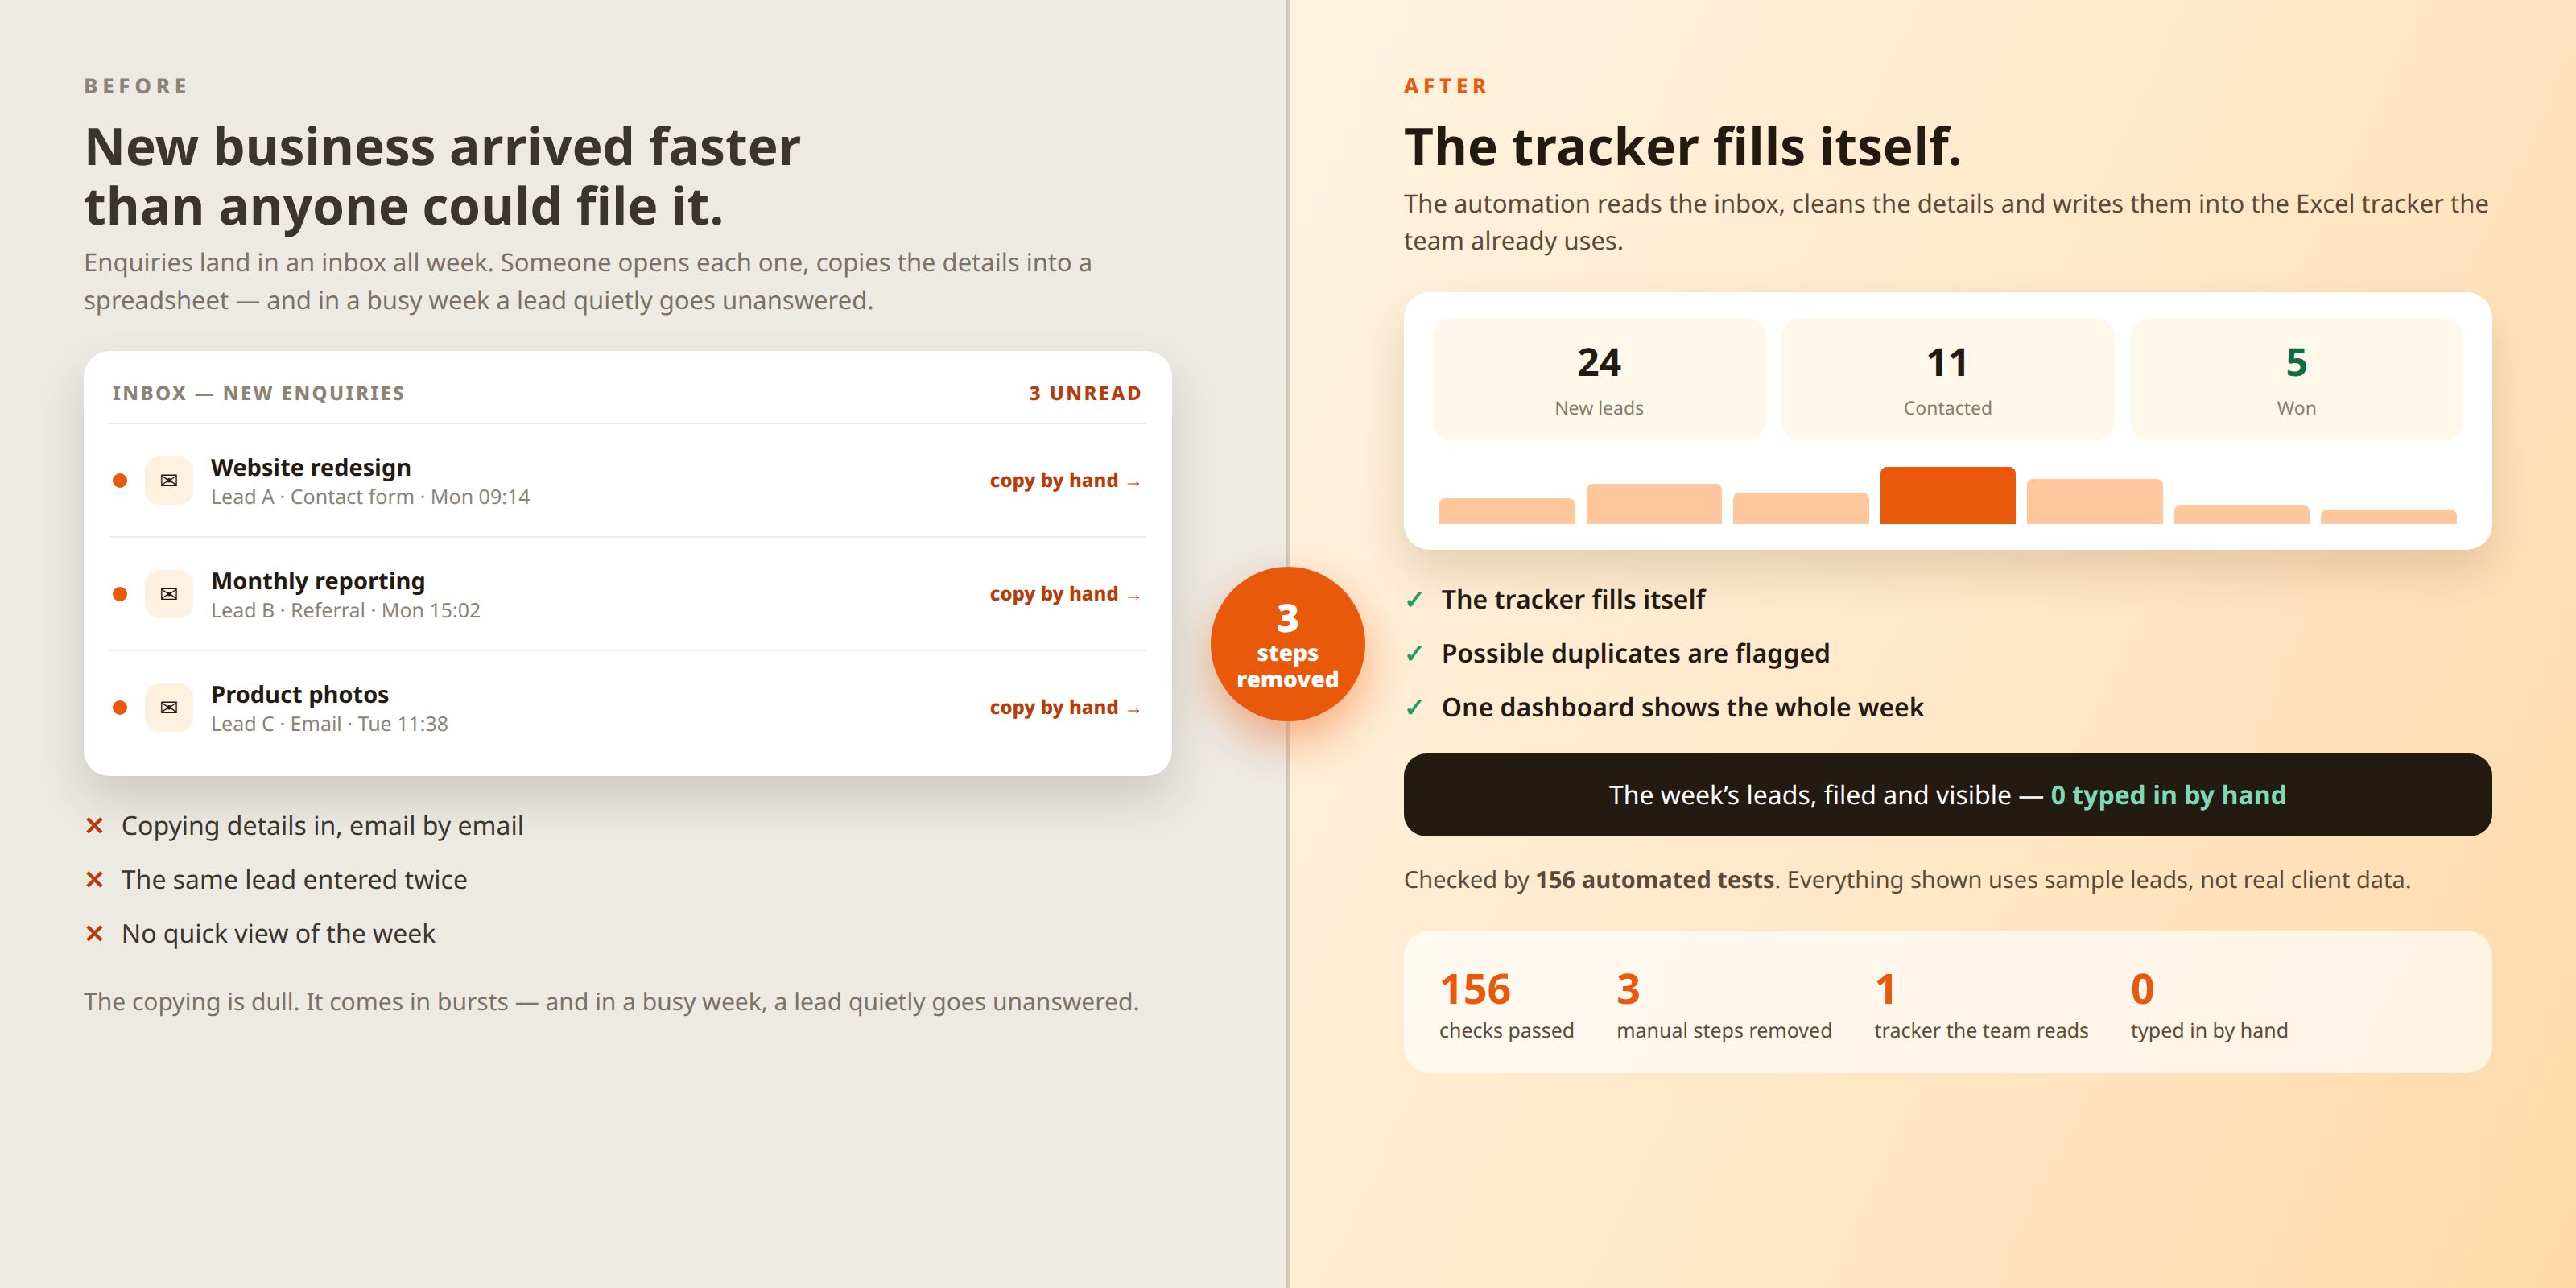 BEFORE
New business arrived faster
than anyone could file it.
Enquiries land in an inbox all week. Someone opens each one, copies the details into a
spreadsheet — and in a busy week a lead quietly goes unanswered.
INBOX — NEW ENQUIRIES
3 UNREAD
Website redesign
Lead A · Contact form · Mon 09:14
copy by hand →
Monthly reporting
Lead B · Referral · Mon 15:02
copy by hand →
Product photos
Lead C · Email · Tue 11:38
copy by hand →
✕ Copying details in, email by email
✕ The same lead entered twice
✕ No quick view of the week
The copying is dull. It comes in bursts — and in a busy week, a lead quietly goes unanswered.
3
steps
removed
AFTER
The tracker fills itself.
The automation reads the inbox, cleans the details and writes them into the Excel tracker the
team already uses.
24
New leads
11
Contacted
5
Won
✓ The tracker fills itself
✓ Possible duplicates are flagged
✓ One dashboard shows the whole week
The week’s leads, filed and visible — 0 typed in by hand
Checked by 156 automated tests. Everything shown uses sample leads, not real client data.
156
checks passed
3
manual steps removed
1
tracker the team reads
0
typed in by hand